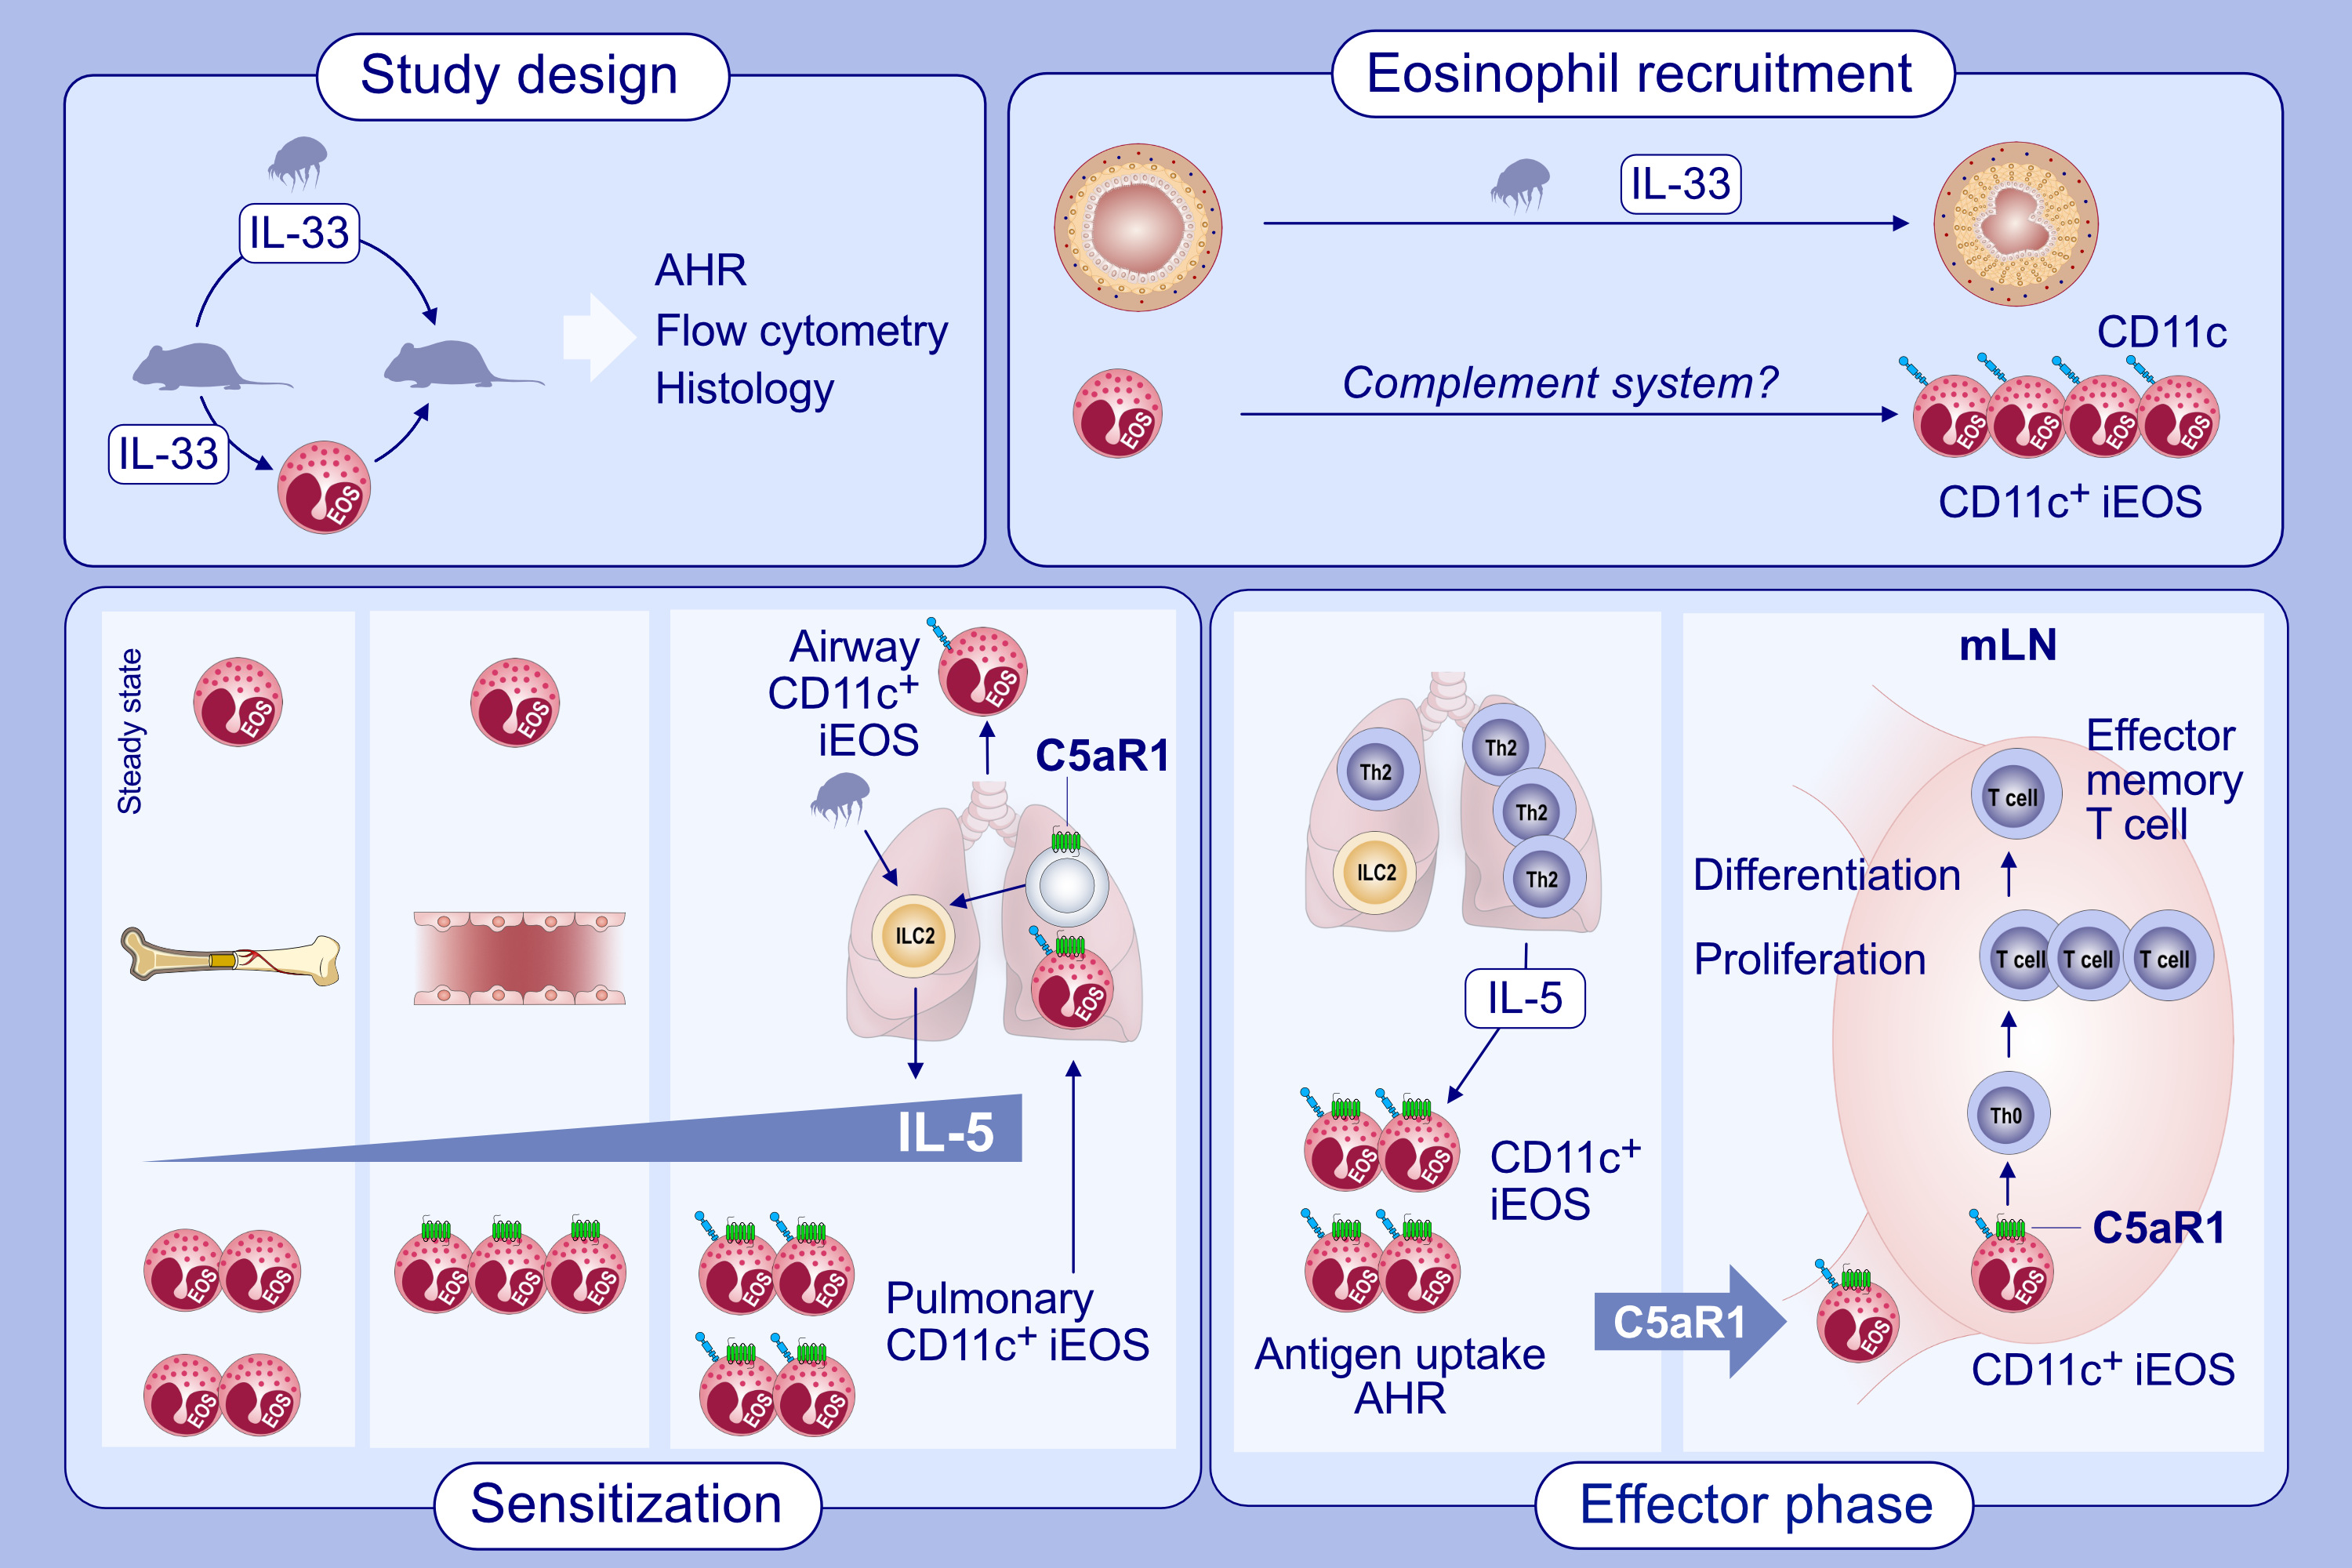 Study design
IL-33
IL-33
EOS
AHR
Flow cytometry
Histology
Eosinophil recruitment
IL-33
EOS
Complement system?
CD11c
EOS EOS EOS EOS
CD11c⁺ iEOS
Steady state
EOS
EOS
Airway
CD11c⁺
iEOS
EOS
C5aR1
ILC2
EOS
IL-5
EOS EOS
EOS EOS
EOS EOS EOS
EOS EOS
EOS EOS
Pulmonary
CD11c⁺ iEOS
Sensitization
Th2
Th2
Th2
ILC2
Th2
IL-5
EOS EOS
CD11c⁺
iEOS
EOS EOS
Antigen uptake
AHR
C5aR1
mLN
T cell
Effector
memory
T cell
Differentiation
Proliferation
T cell T cell T cell
Th0
C5aR1
EOS
EOS
CD11c⁺ iEOS
Effector phase